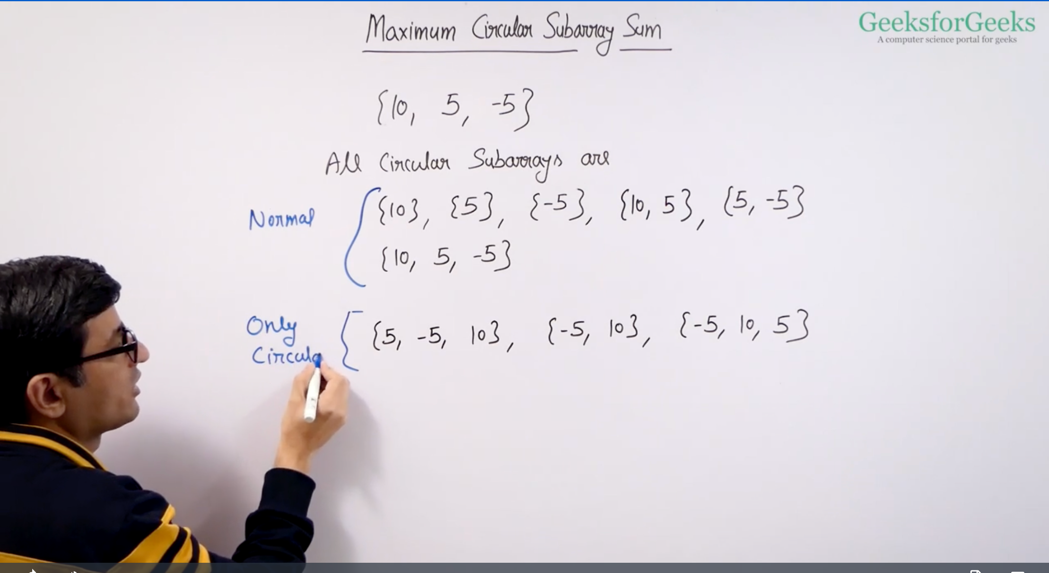 GeeksforGeeks
A computer science portal for geeks
Maximum Circular Subarray Sum
{10, 5, -5}
All Circular Subarrays are
Normal {10}, {5}, {-5}, {10, 5}, {5, -5}
{10, 5, -5}
Only {5, -5, 10}, {-5, 10}, {-5, 10, 5}
Circula